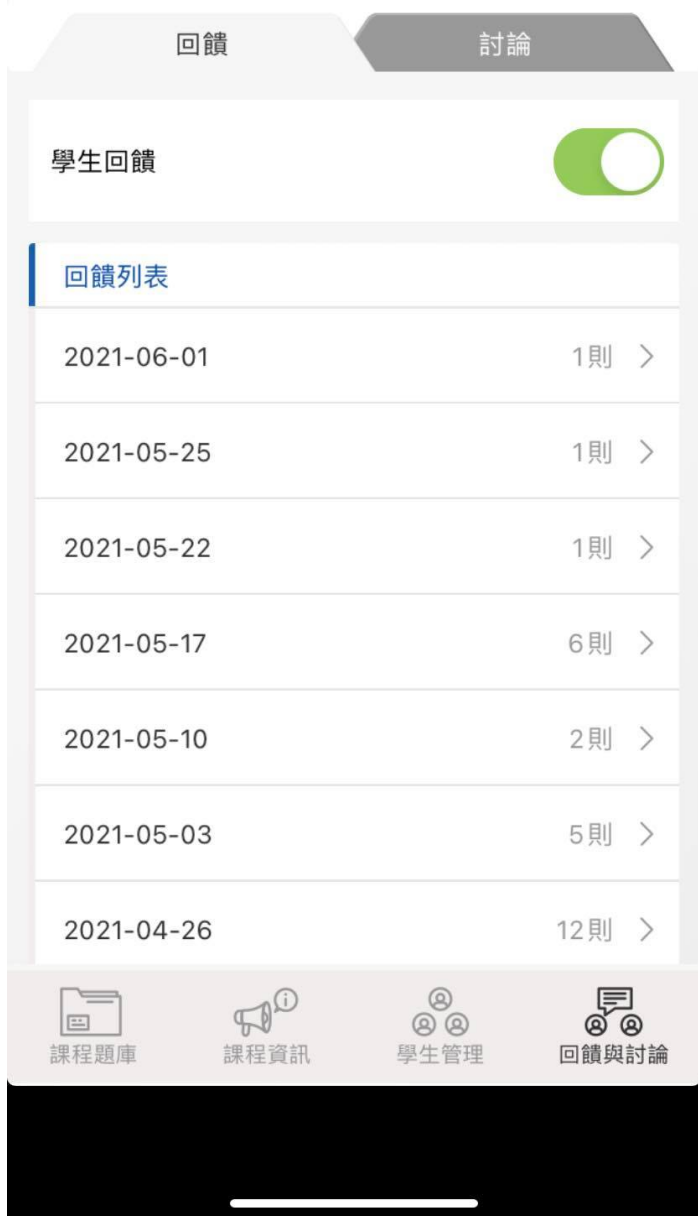 回饋 討論
學生回饋
回饋列表
2021-06-01 1則
2021-05-25 1則
2021-05-22 1則
2021-05-17 6則
2021-05-10 2則
2021-05-03 5則
2021-04-26 12則
課程題庫 課程資訊 學生管理 回饋與討論